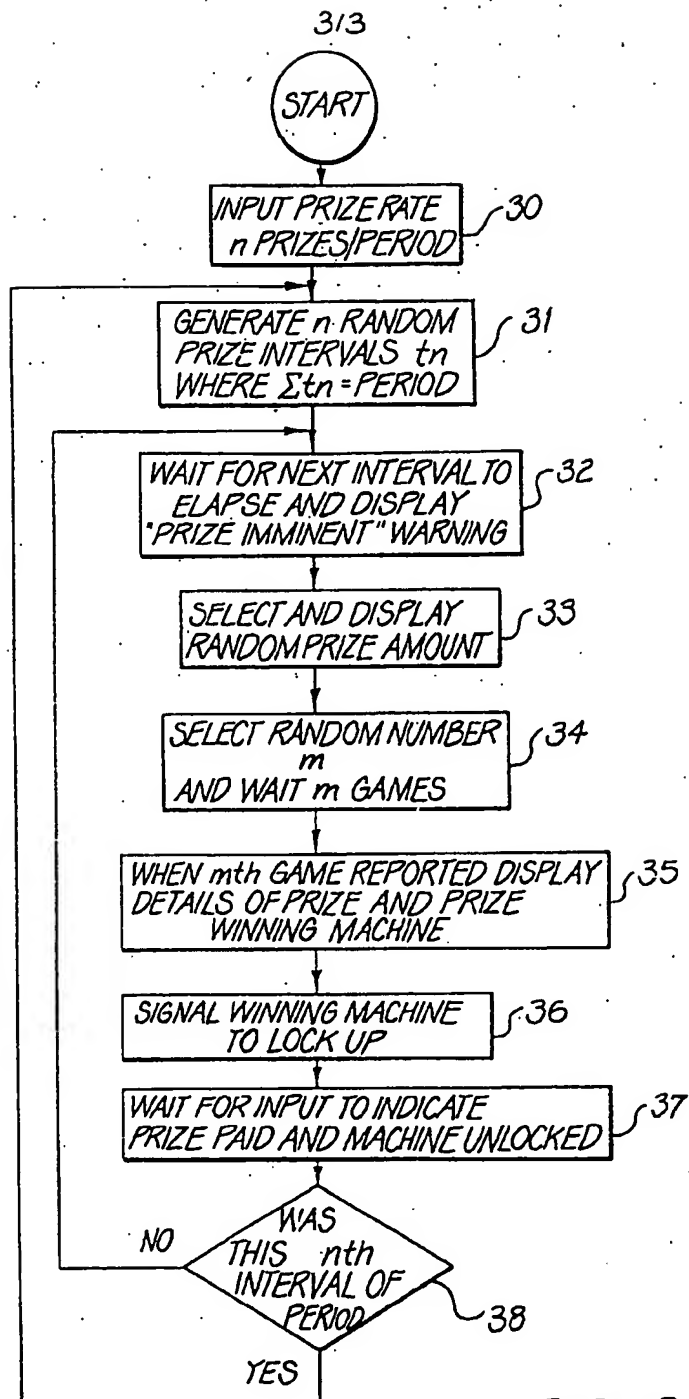 313
START
INPUT PRIZE RATE
n PRIZES/PERIOD
30
GENERATE n RANDOM
PRIZE INTERVALS tn
WHERE Σtn = PERIOD
31
WAIT FOR NEXT INTERVAL TO
ELAPSE AND DISPLAY
"PRIZE IMMINENT" WARNING
32
SELECT AND DISPLAY
RANDOM PRIZE AMOUNT
33
SELECT RANDOM NUMBER
m
AND WAIT m GAMES
34
WHEN mth GAME REPORTED DISPLAY
DETAILS OF PRIZE AND PRIZE
WINNING MACHINE
35
SIGNAL WINNING MACHINE
TO LOCK UP
36
WAIT FOR INPUT TO INDICATE
PRIZE PAID AND MACHINE UNLOCKED
37
WAS
THIS nth
INTERVAL OF
PERIOD
38
NO
YES